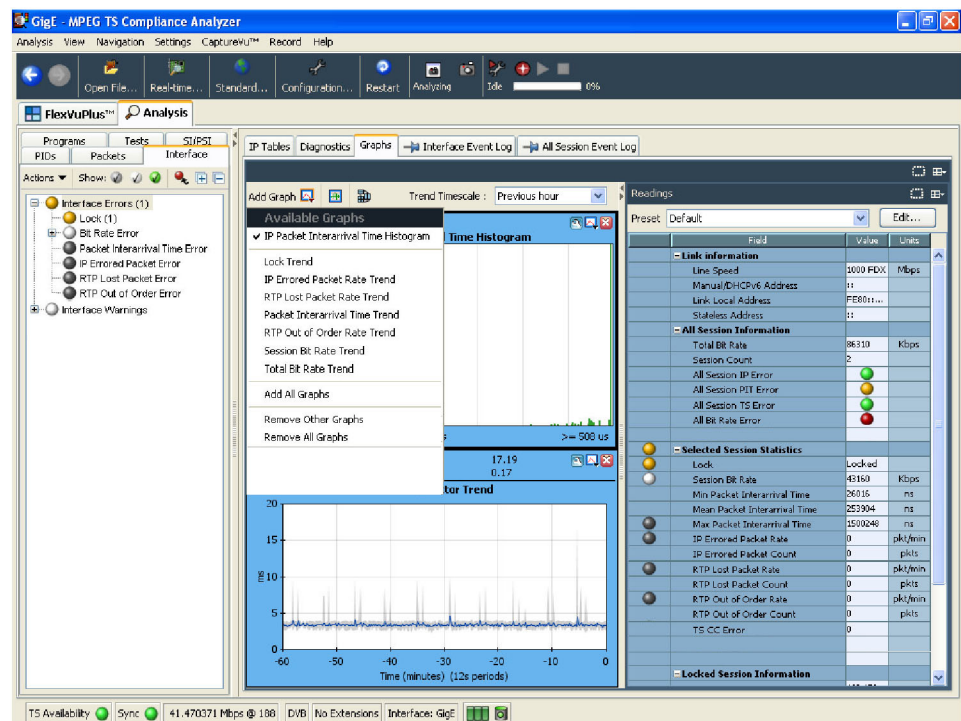 GigE - MPEG TS Compliance Analyzer
Analysis View Navigation Settings CaptureVu™ Record Help
Open File... Real-time... Standard... Configuration... Restart Analyzing Idle 0%
FlexVuPlus™ Analysis
Programs Tests SI/PSI
PIDs Packets Interface
Actions Show:
Interface Errors (1)
Lock (1)
Bit Rate Error
Packet Interarrival Time Error
IP Errored Packet Error
RTP Lost Packet Error
RTP Out of Order Error
Interface Warnings
IP Tables Diagnostics Graphs Interface Event Log All Session Event Log
Add Graph Trend Timescale : Previous hour
Available Graphs
IP Packet Interarrival Time Histogram
Lock Trend
IP Errored Packet Rate Trend
RTP Lost Packet Rate Trend
Packet Interarrival Time Trend
RTP Out of Order Rate Trend
Session Bit Rate Trend
Total Bit Rate Trend
Add All Graphs
Remove Other Graphs
Remove All Graphs
Time Histogram
>= 508 us
17.19
0.17
tor Trend
20
15
10
5
0
ms
-60 -50 -40 -30 -20 -10 0
Time (minutes) (12s periods)
Readings
Preset Default Edit...
Field Value Units
Link information
Line Speed 1000 FDX Mbps
Manual/DHCPv6 Address ::
Link Local Address FE80::...
Stateless Address ::
All Session Information
Total Bit Rate 86310 Kbps
Session Count 2
All Session IP Error
All Session PIT Error
All Session TS Error
All Bit Rate Error
Selected Session Statistics
Lock Locked
Session Bit Rate 43160 Kbps
Min Packet Interarrival Time 26016 ns
Mean Packet Interarrival Time 253904 ns
Max Packet Interarrival Time 1500248 ns
IP Errored Packet Rate 0 pkt/min
IP Errored Packet Count 0 pkts
RTP Lost Packet Rate 0 pkt/min
RTP Lost Packet Count 0 pkts
RTP Out of Order Rate 0 pkt/min
RTP Out of Order Count 0 pkts
TS CC Error 0
Locked Session Information
TS Availability Sync 41.470371 Mbps @ 188 DVB No Extensions Interface: GigE